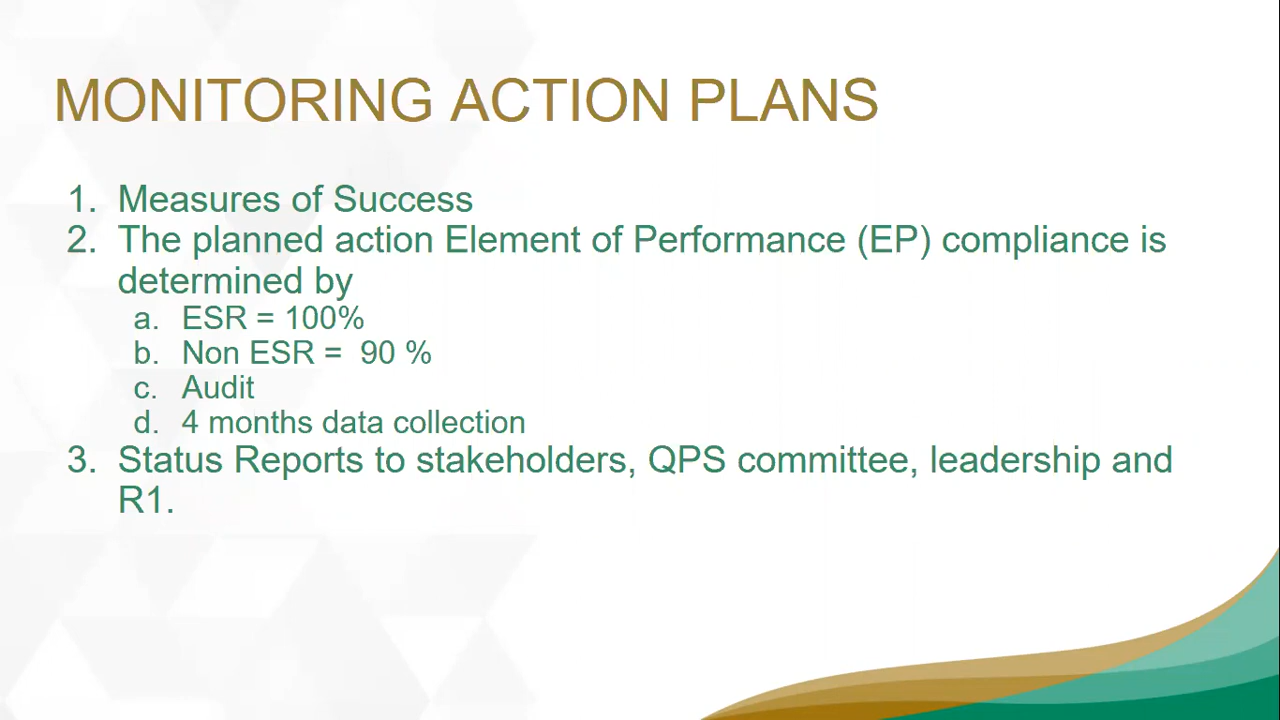 MONITORING ACTION PLANS
1. Measures of Success
2. The planned action Element of Performance (EP) compliance is
determined by
a. ESR = 100%
b. Non ESR =  90 %
c. Audit
d. 4 months data collection
3. Status Reports to stakeholders, QPS committee, leadership and
R1.